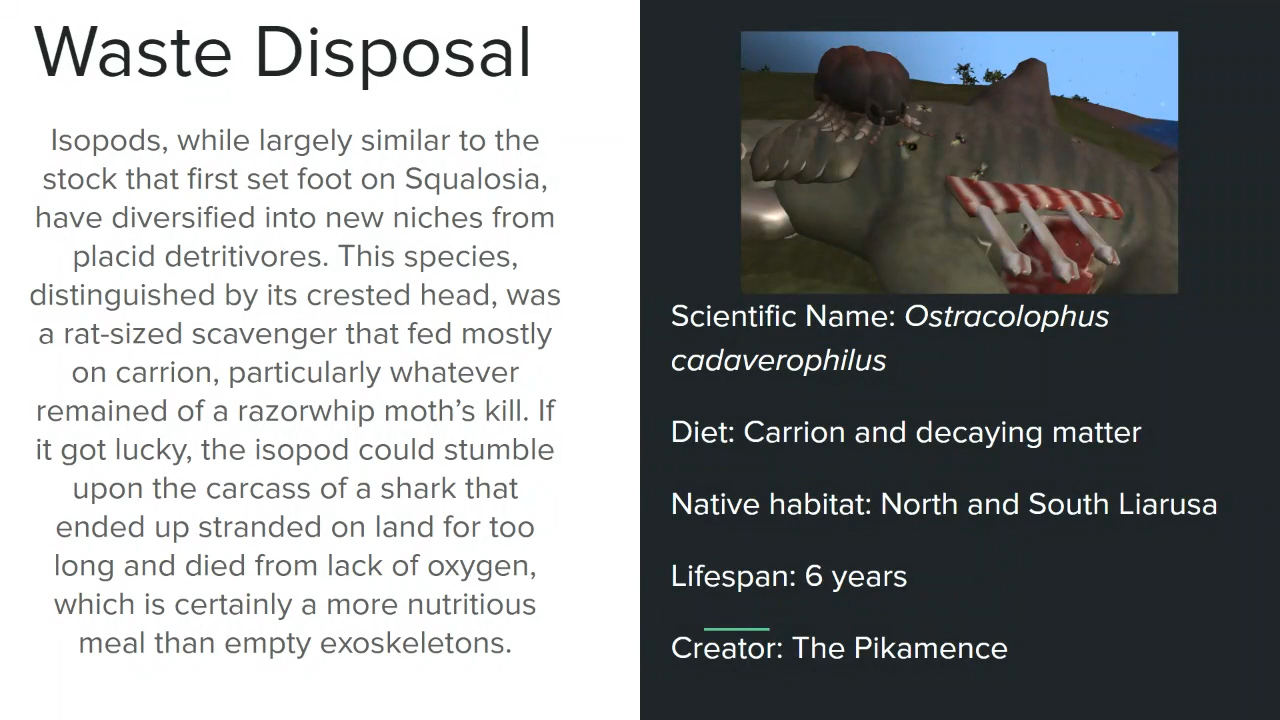 Waste Disposal
Isopods, while largely similar to the
stock that first set foot on Squalosia,
have diversified into new niches from
placid detritivores. This species,
distinguished by its crested head, was
a rat-sized scavenger that fed mostly
on carrion, particularly whatever
remained of a razorwhip moth’s kill. If
it got lucky, the isopod could stumble
upon the carcass of a shark that
ended up stranded on land for too
long and died from lack of oxygen,
which is certainly a more nutritious
meal than empty exoskeletons.
Scientific Name: Ostracolophus
cadaverophilus
Diet: Carrion and decaying matter
Native habitat: North and South Liarusa
Lifespan: 6 years
Creator: The Pikamence